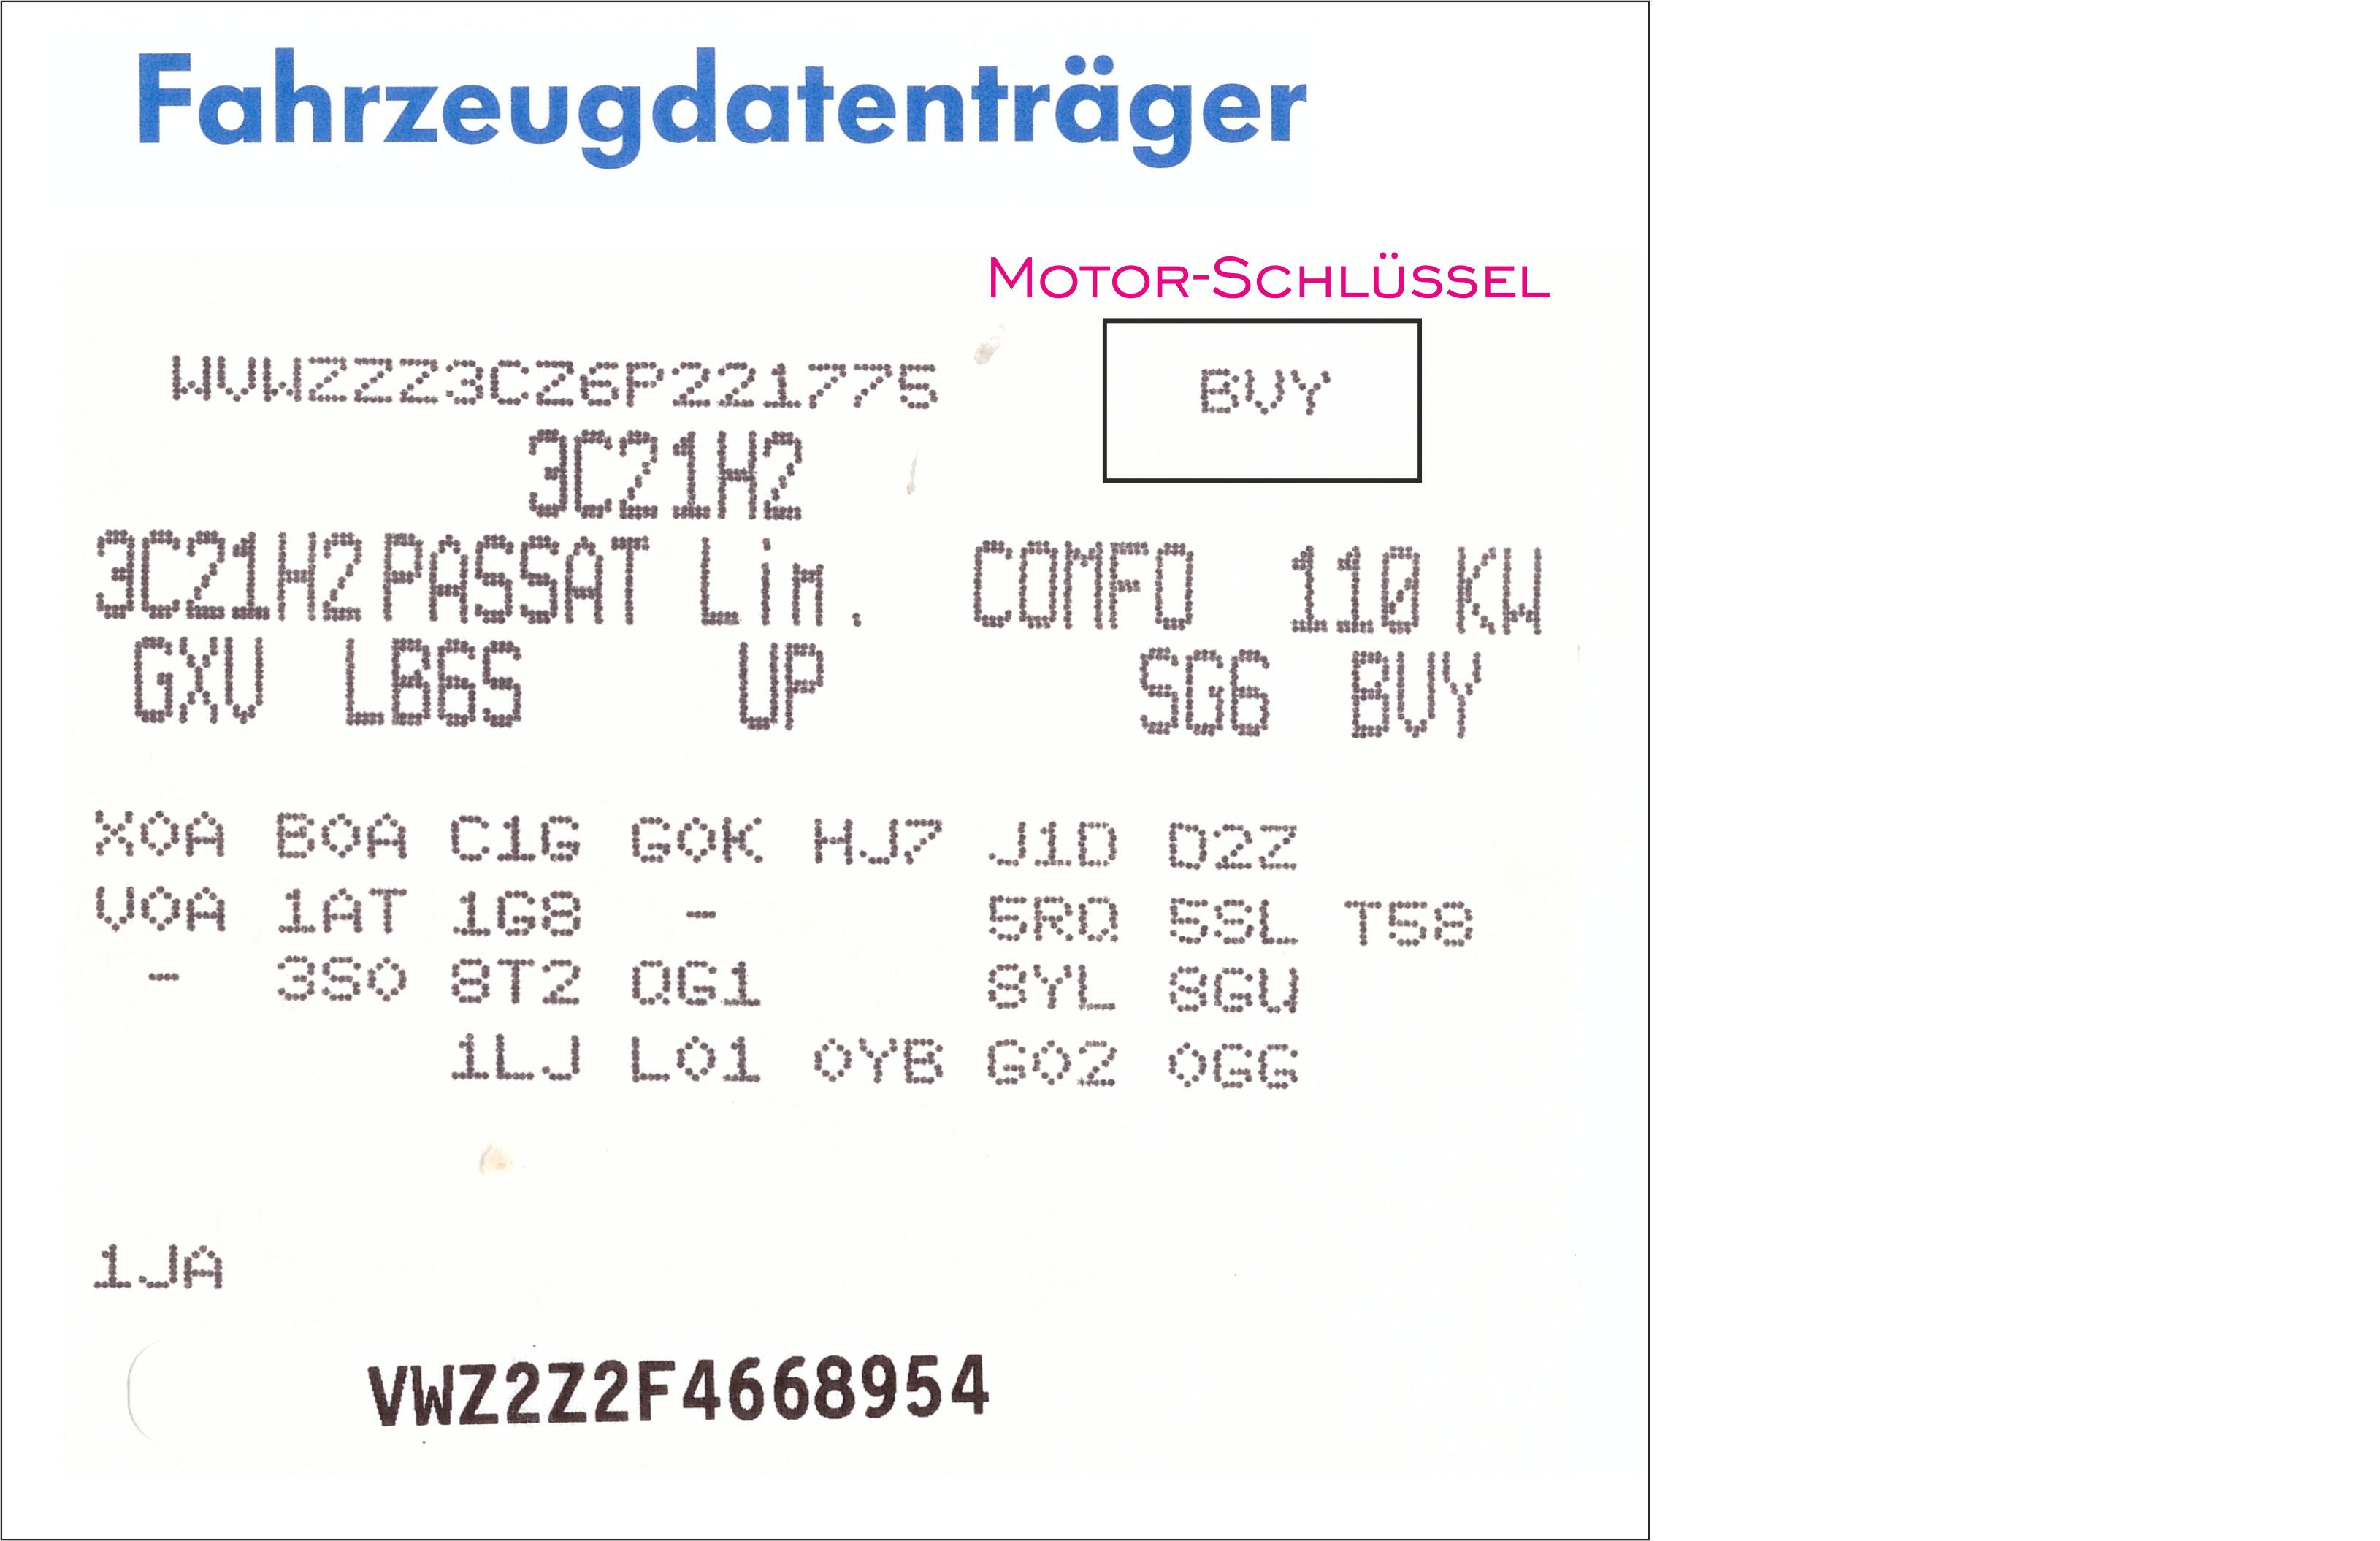 Fahrzeugdatenträger
MOTOR-SCHLÜSSEL
WVWZZZ3CZ6P221775 BUY
3C21H2
3C21H2 PASSAT Lim. COMFO 110 KW
GXV LB6S UP SG6 BUY
X0A B0A C1G G0K HJ7 J1D D2Z
V0A 1AT 1G8 - 5RQ 5SL T58
- 3S0 8T2 QG1 8YL 8GU
1LJ L01 0YB G0Z 0GG
1JA
VWZ2Z2F4668954